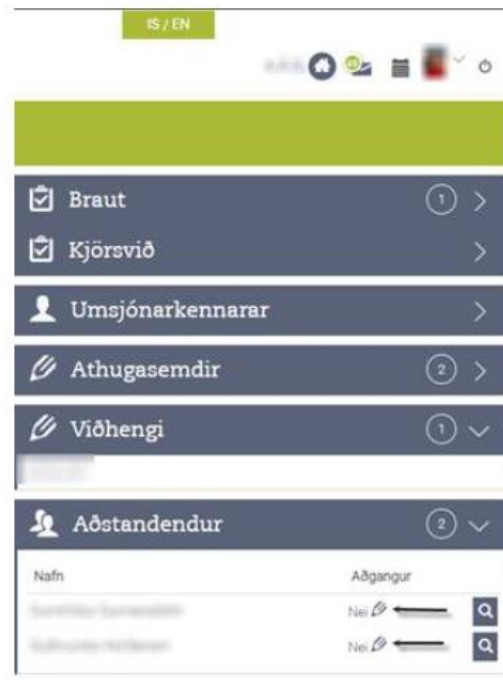 IS / EN
Braut 1
Kjörsvið
Umsjónarkennarar
Athugasemdir 2
Viðhengi 1
Aðstandendur 2
Nafn Aðgangur
Nei
Nei